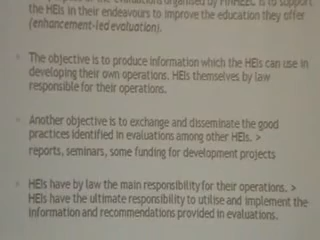 of the evaluations organised by FINHEEC is to support
the HEIs in their endeavours to improve the education they offer
(enhancement-led evaluation).
The objective is to produce information which the HEIs can use in
developing their own operations. HEIs themselves by law
responsible for their operations.
Another objective is to exchange and disseminate the good
practices identified in evaluations among other HEIs. >
reports, seminars, some funding for development projects
HEIs have by law the main responsibility for their operations. >
HEIs have the ultimate responsibility to utilise and implement the
information and recommendations provided in evaluations.